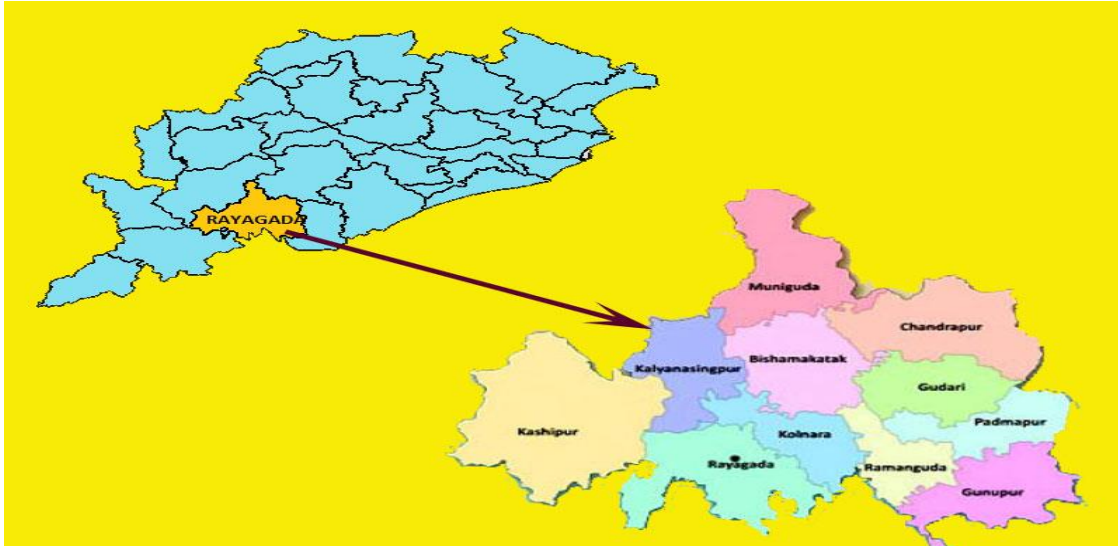 RAYAGADA
Muniguda
Chandrapur
Bishamakatak
Kalyanasingpur
Gudari
Padmapur
Kashipur
Kolnara
Rayagada
Ramanguda
Gunupur